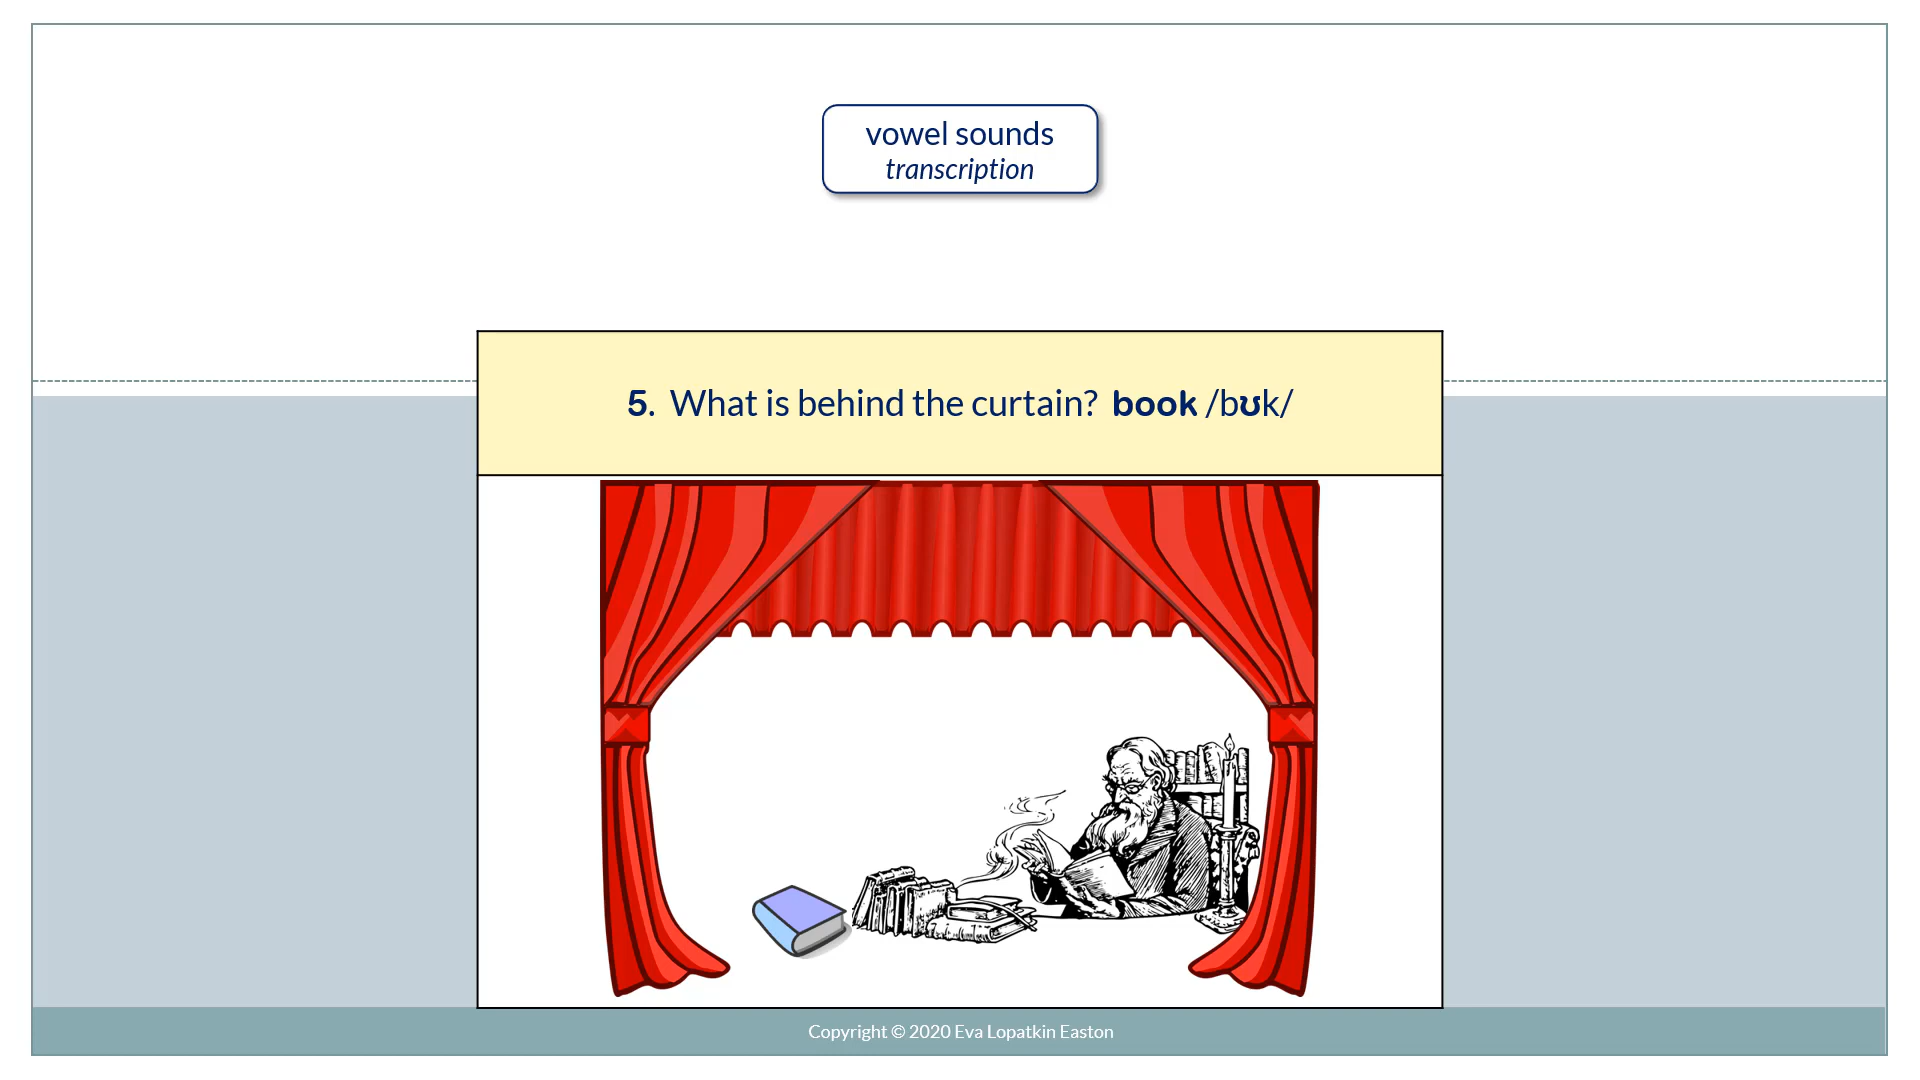 vowel sounds
transcription
5. What is behind the curtain? book /bʊk/
Copyright © 2020 Eva Lopatkin Easton